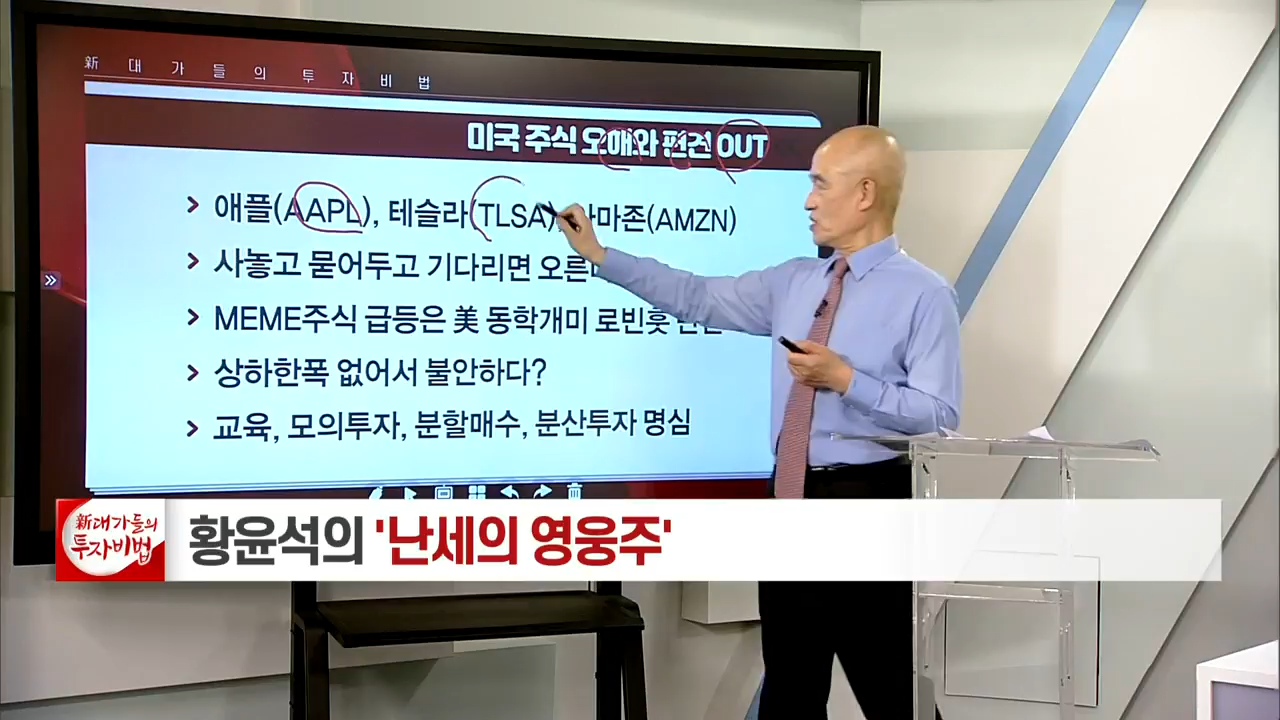 新 대 가 들 의 투 자 비 법
미국 주식 오해와 편견 OUT
애플(AAPL), 테슬라(TLSA), 아마존(AMZN)
사놓고 묻어두고 기다리면
MEME주식 급등은 美 동학개미 로빈훗
상하한폭 없어서 불안하다?
교육, 모의투자, 분할매수, 분산투자 명심
新대가들의
투자비법
황윤석의 '난세의 영웅주'